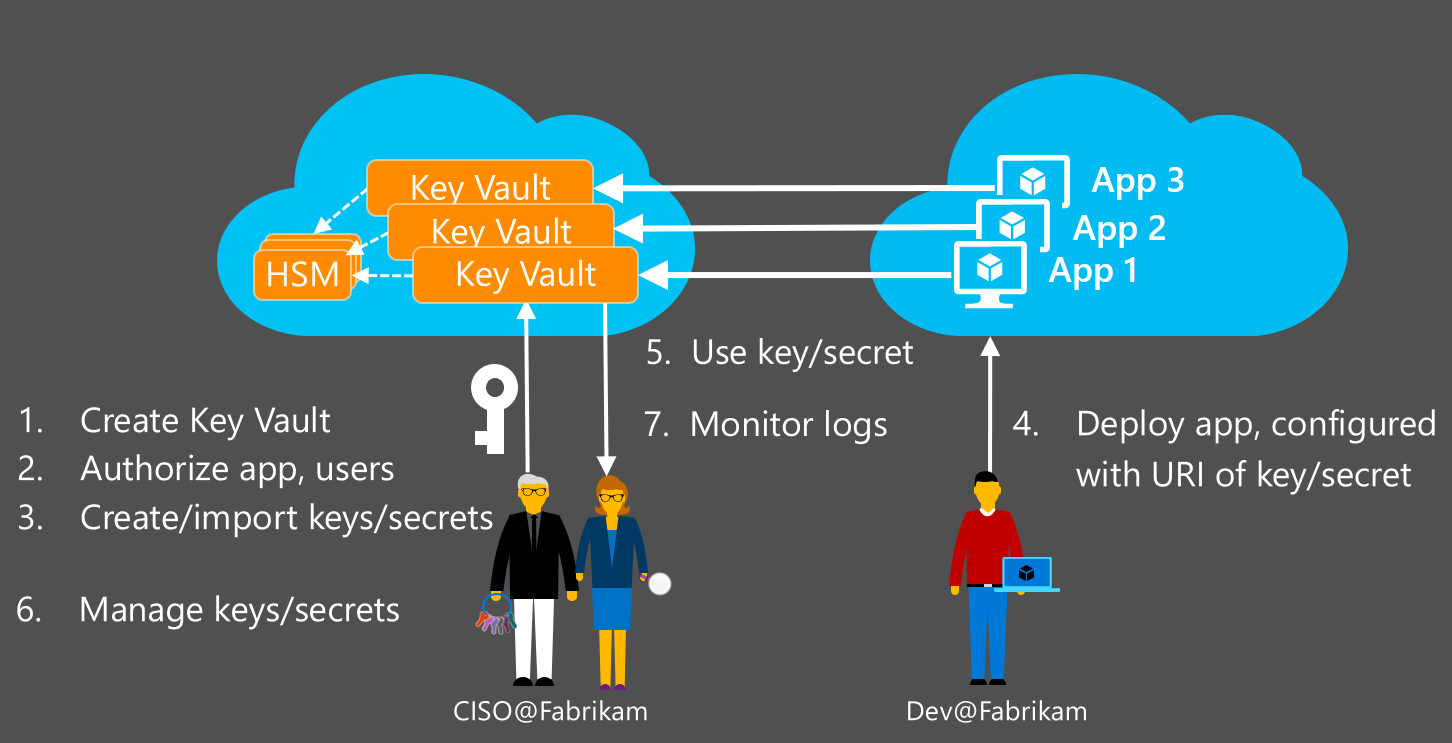 Key Vault
App 3
Key Vault
App 2
HSM
Key Vault
App 1
5. Use key/secret
1. Create Key Vault
7. Monitor logs
4. Deploy app, configured
with URI of key/secret
2. Authorize app, users
3. Create/import keys/secrets
6. Manage keys/secrets
CISO@Fabrikam
Dev@Fabrikam